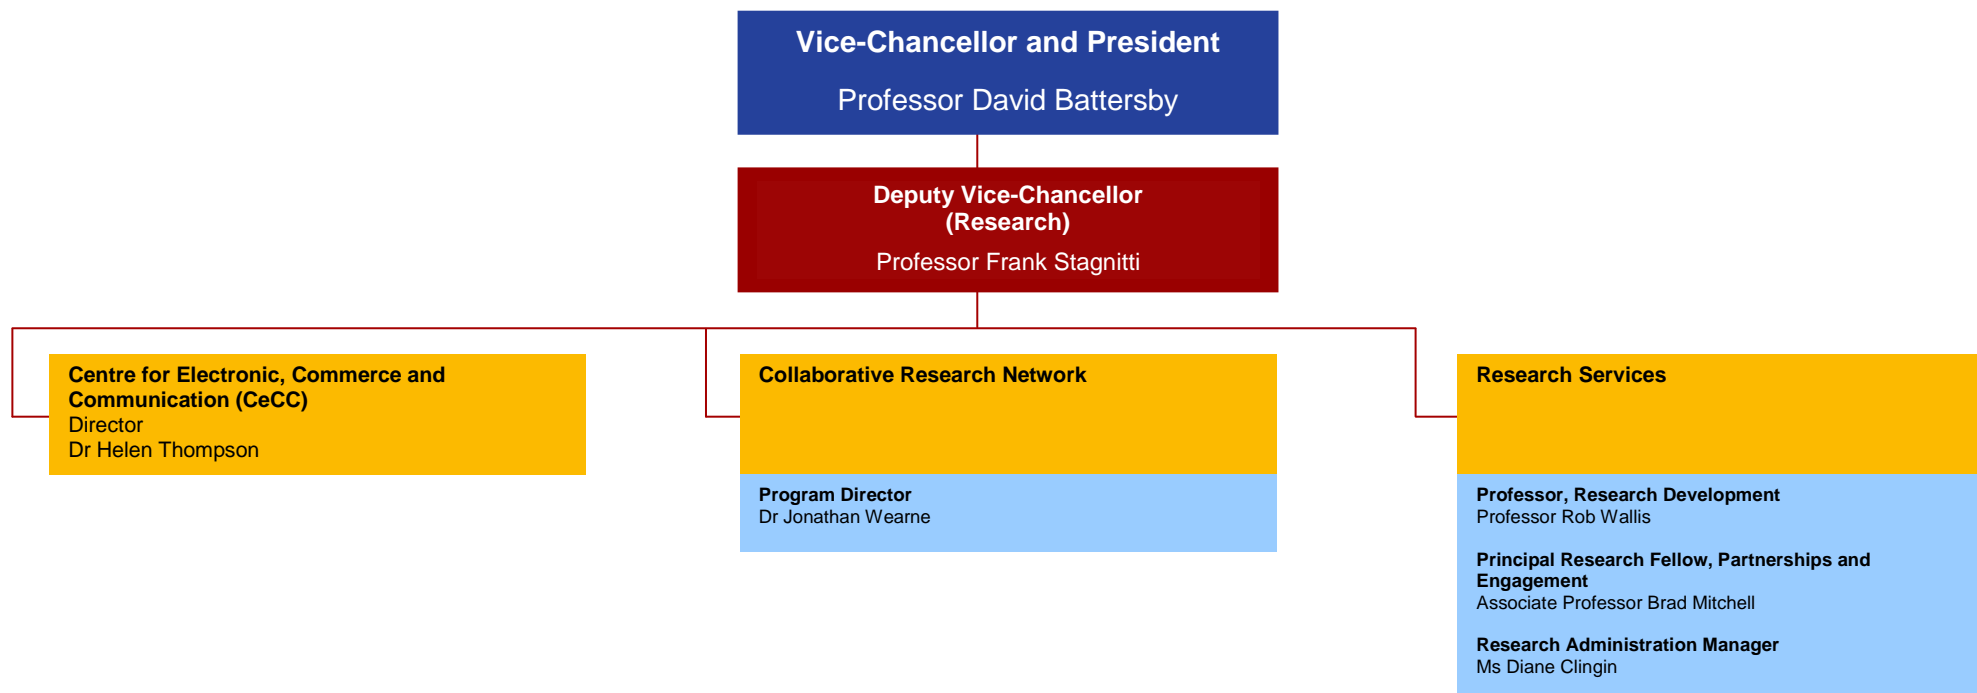 Vice-Chancellor and President
Professor David Battersby
Deputy Vice-Chancellor
(Research)
Professor Frank Stagnitti
Centre for Electronic, Commerce and
Communication (CeCC)
Director
Dr Helen Thompson
Collaborative Research Network
Program Director
Dr Jonathan Wearne
Research Services
Professor, Research Development
Professor Rob Wallis
Principal Research Fellow, Partnerships and
Engagement
Associate Professor Brad Mitchell
Research Administration Manager
Ms Diane Clingin